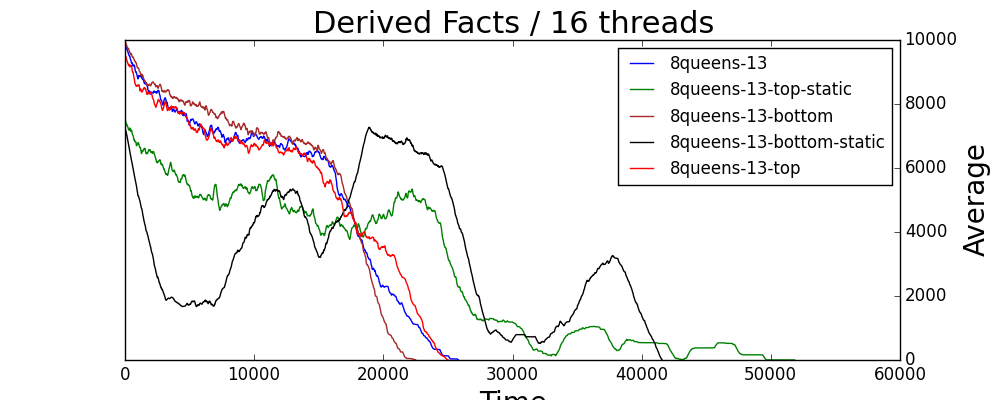 Derived Facts / 16 threads
8queens-13
8queens-13-top-static
8queens-13-bottom
8queens-13-bottom-static
8queens-13-top
10000
8000
6000
4000
2000
0
Average
0 10000 20000 30000 40000 50000 60000
Time